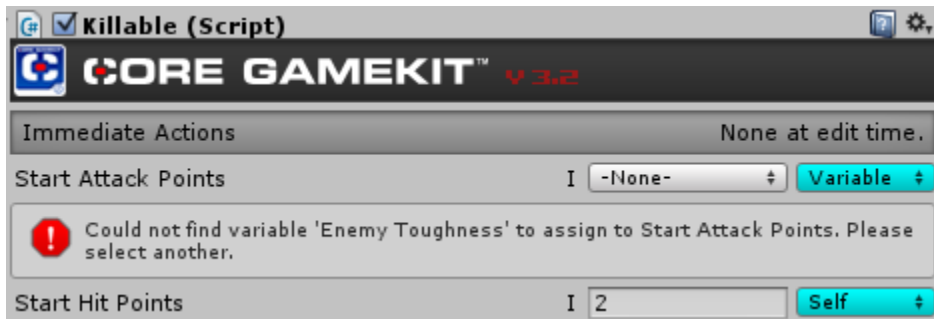 Killable (Script)
CORE GAMEKIT™ v 3.2
Immediate Actions None at edit time.
Start Attack Points I -None- Variable
Could not find variable 'Enemy Toughness' to assign to Start Attack Points. Please
select another.
Start Hit Points I 2 Self